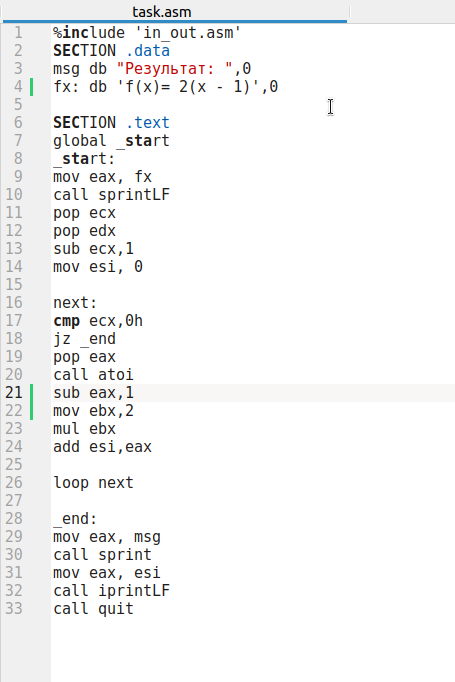 task.asm
1 %include 'in_out.asm'
2 SECTION .data
3 msg db "Результат: ",0
4 fx: db 'f(x)= 2(x - 1)',0
5
6 SECTION .text
7 global _start
8 _start:
9 mov eax, fx
10 call sprintLF
11 pop ecx
12 pop edx
13 sub ecx,1
14 mov esi, 0
15
16 next:
17 cmp ecx,0h
18 jz _end
19 pop eax
20 call atoi
21 sub eax,1
22 mov ebx,2
23 mul ebx
24 add esi,eax
25
26 loop next
27
28 _end:
29 mov eax, msg
30 call sprint
31 mov eax, esi
32 call iprintLF
33 call quit